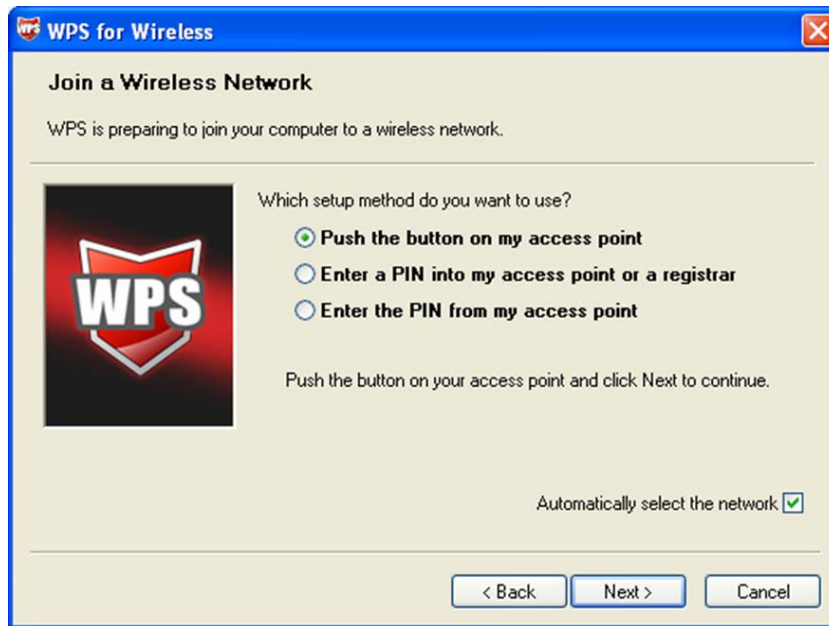 WPS for Wireless
Join a Wireless Network
WPS is preparing to join your computer to a wireless network.
Which setup method do you want to use?
Push the button on my access point
Enter a PIN into my access point or a registrar
Enter the PIN from my access point
WPS
Push the button on your access point and click Next to continue.
Automatically select the network
< Back
Next >
Cancel